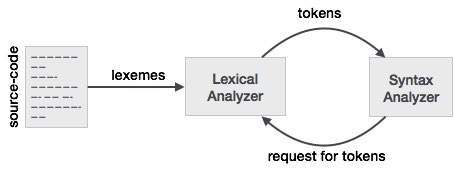 tokens
source-code
lexemes
Lexical
Analyzer
Syntax
Analyzer
request for tokens